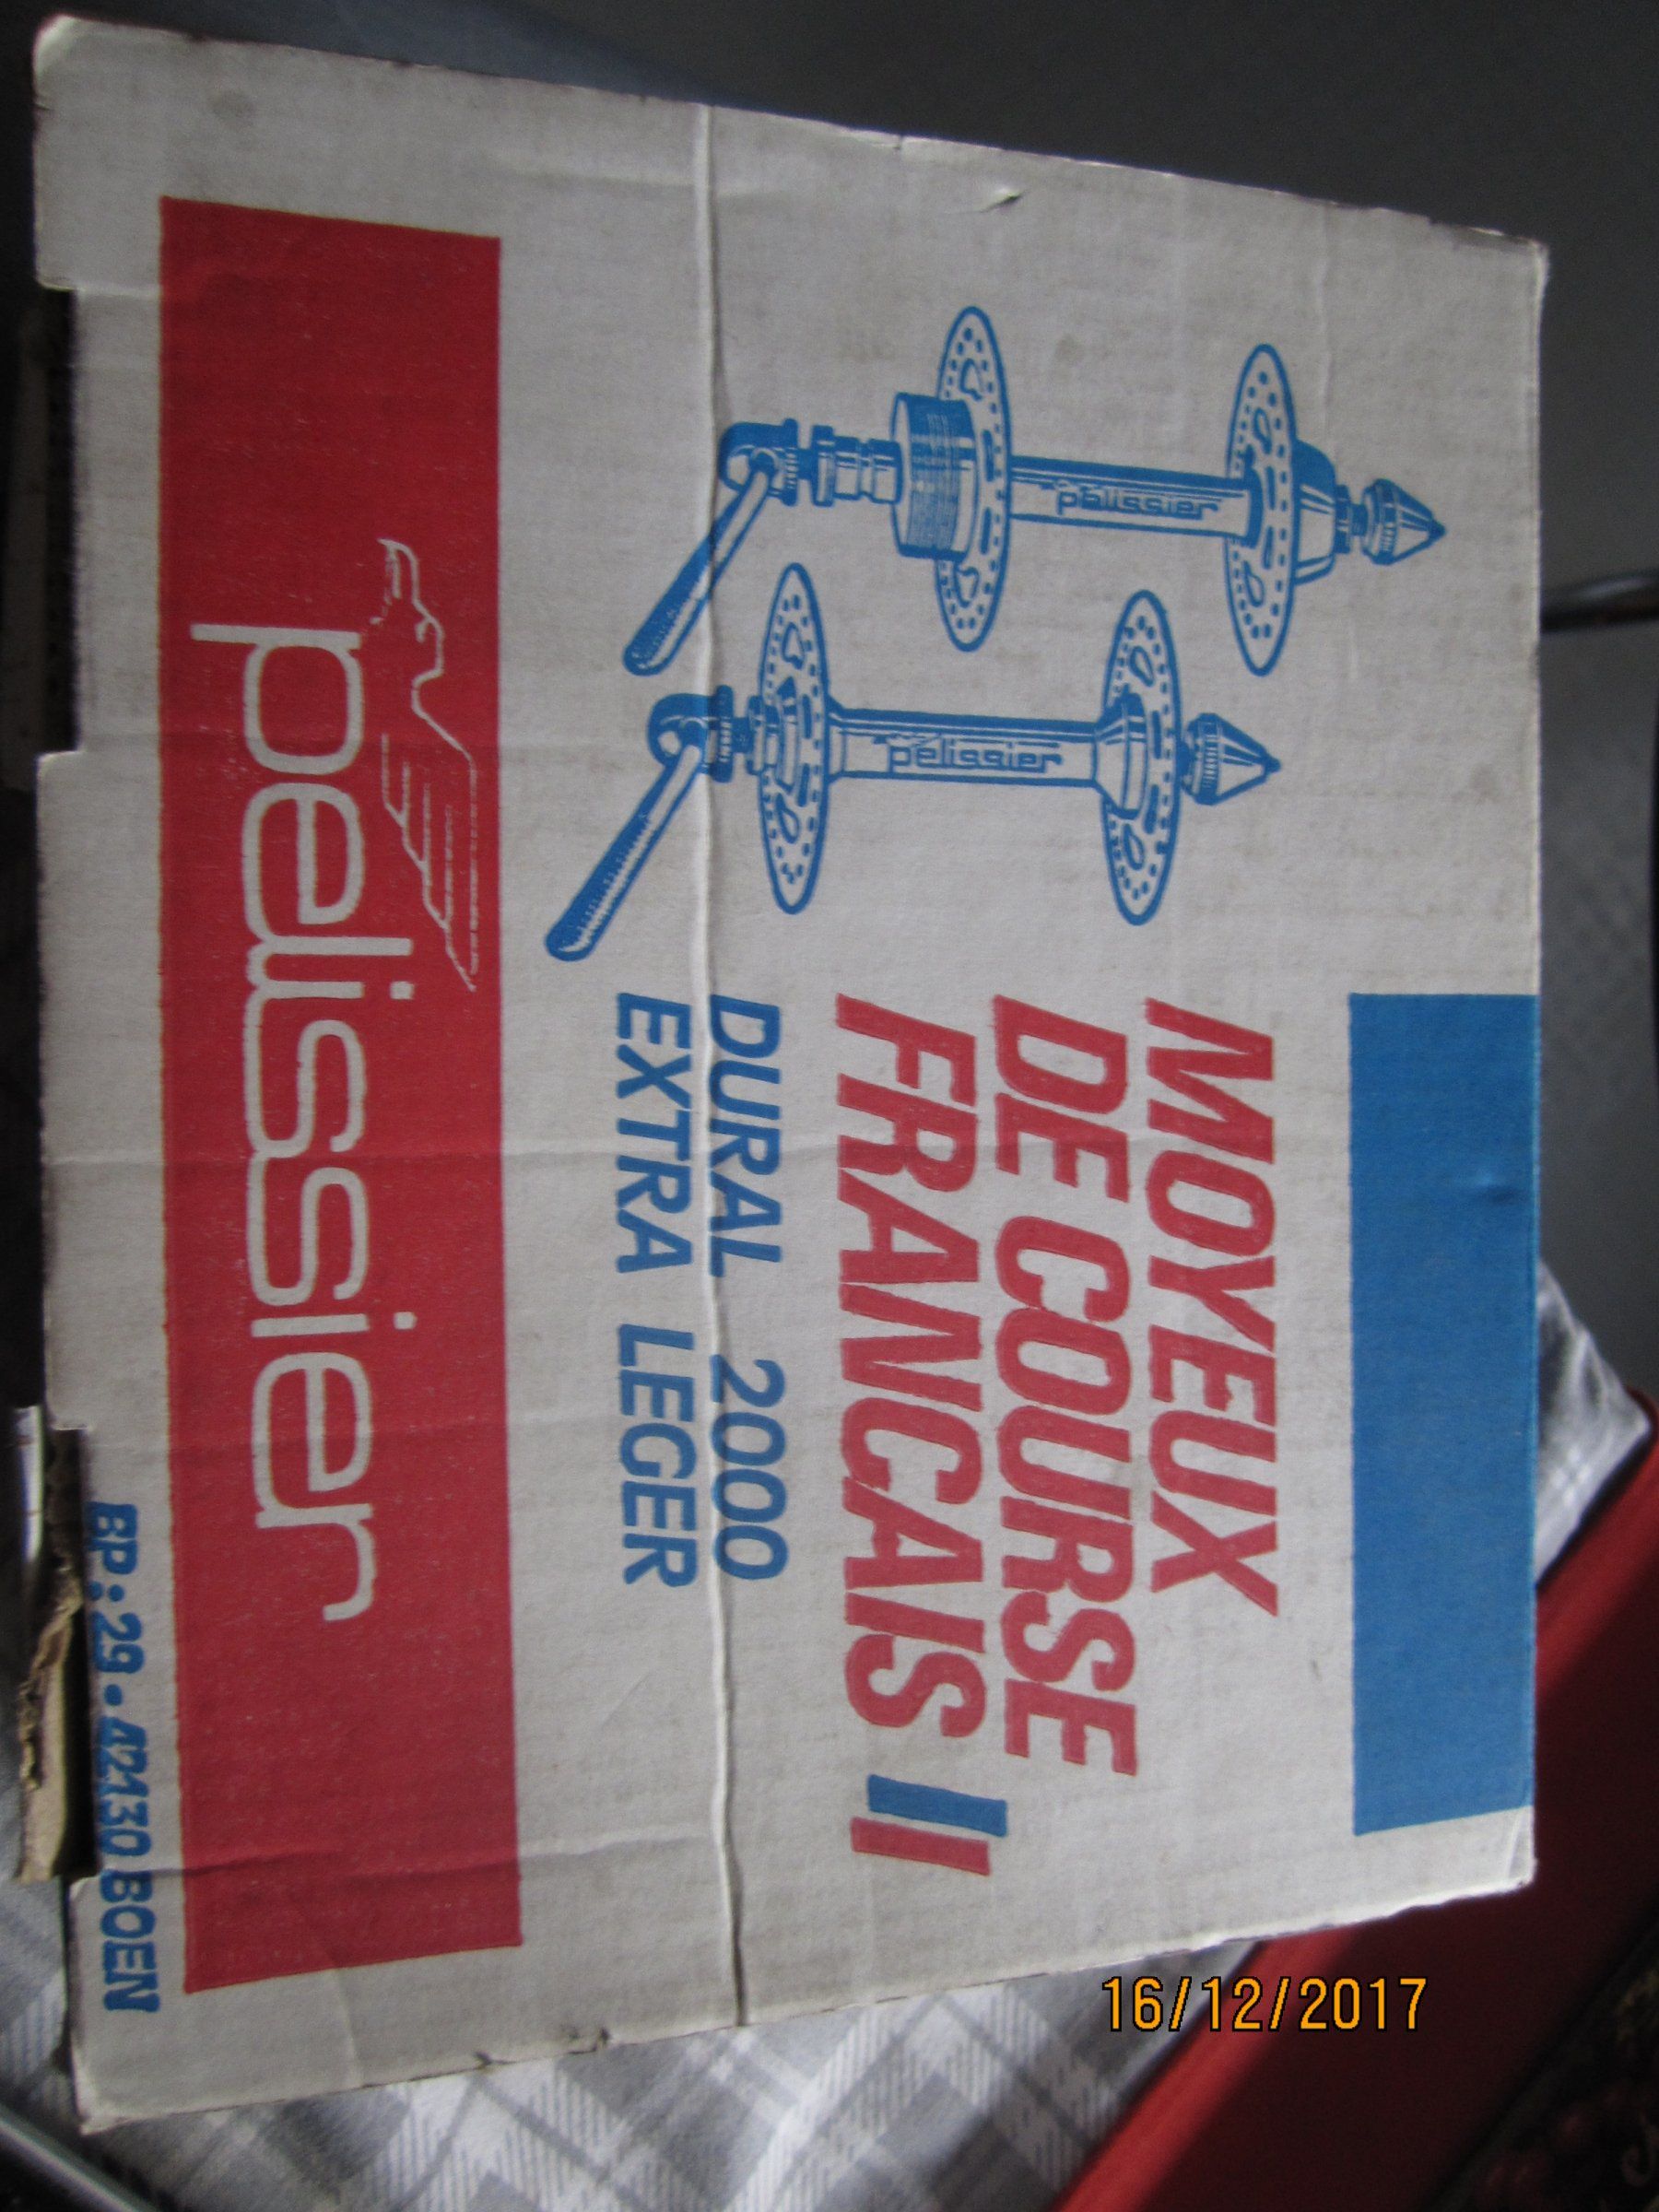 MOYEUX
DE COURSE
FRANCAIS
DURAL 2000
EXTRA LEGER
pelissier
pelissier
pelissier
BP: 29 - 42130 BOEN
16/12/2017